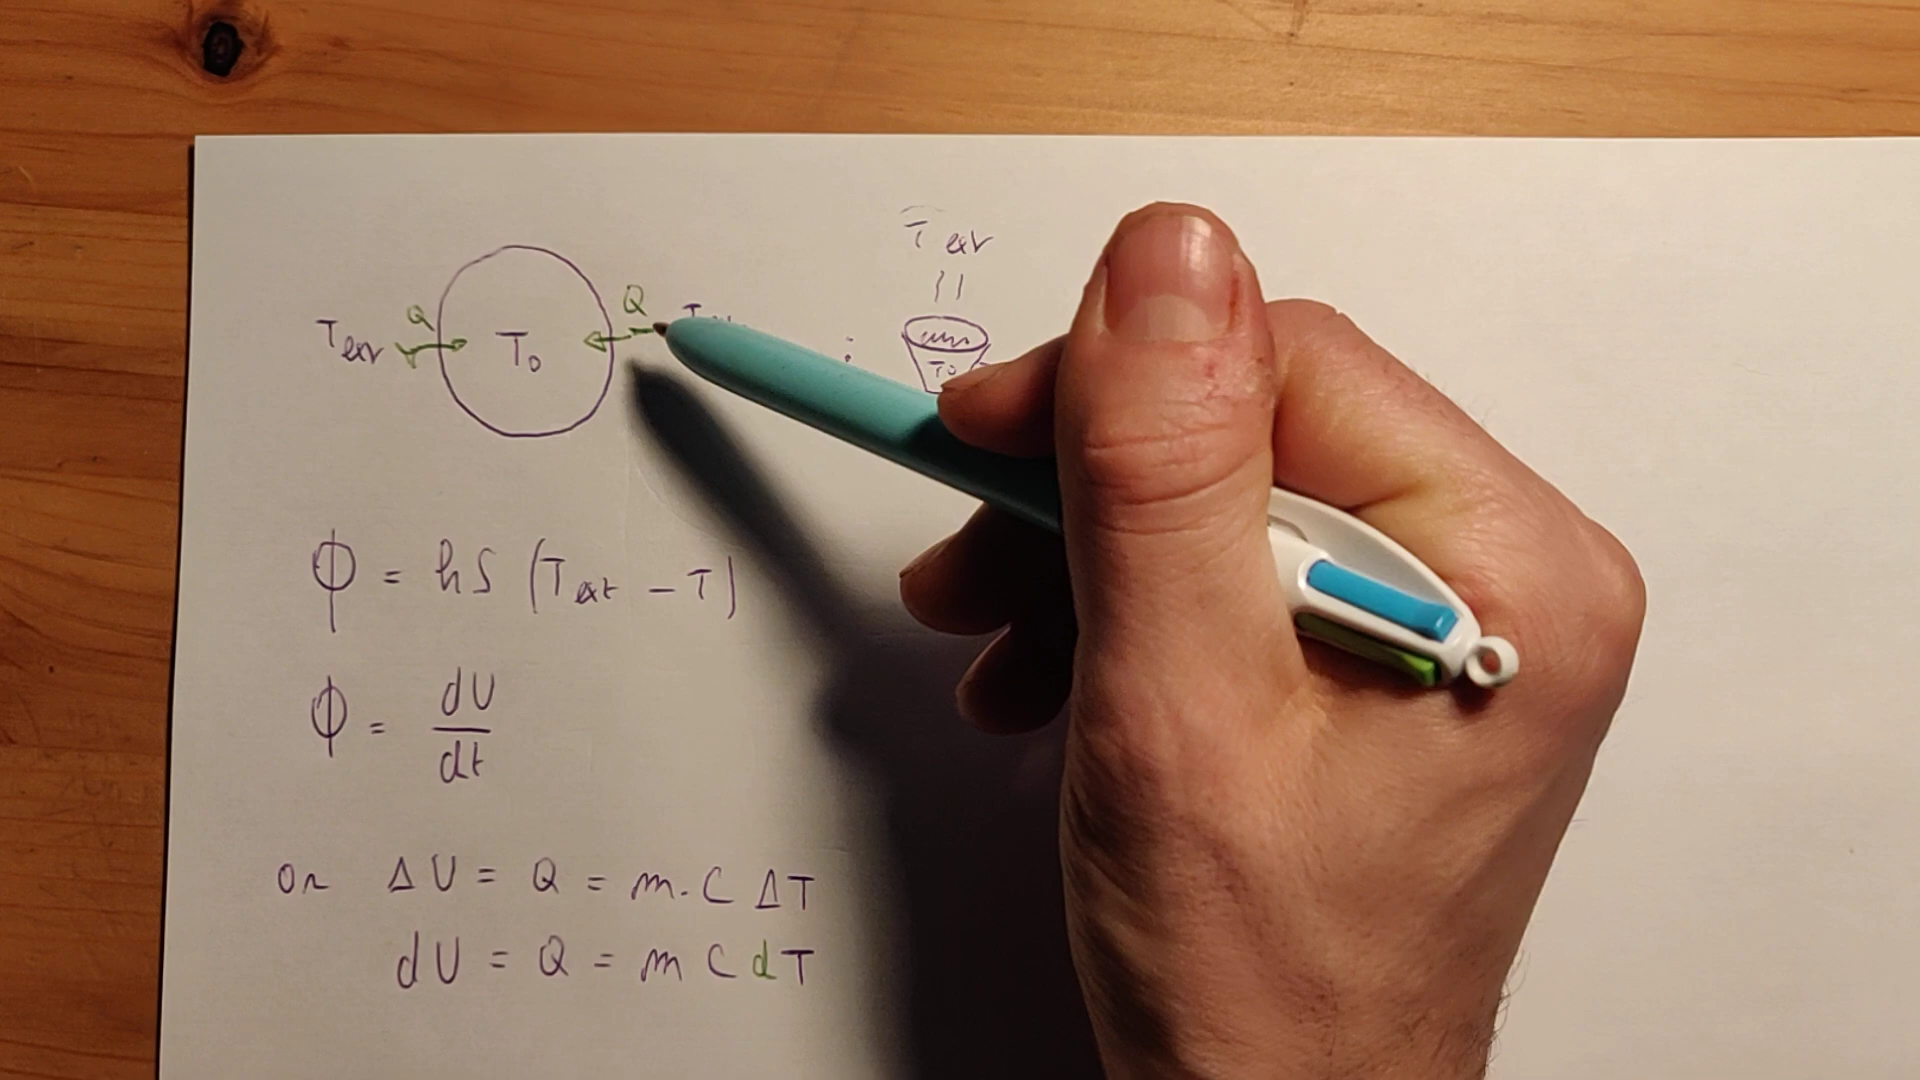 T ext
Text Q T₀ Q
: T₀
ϕ = hS (Text - T)
ϕ = dU/dt
or ΔU = Q = m.C ΔT
dU = Q = m C dT